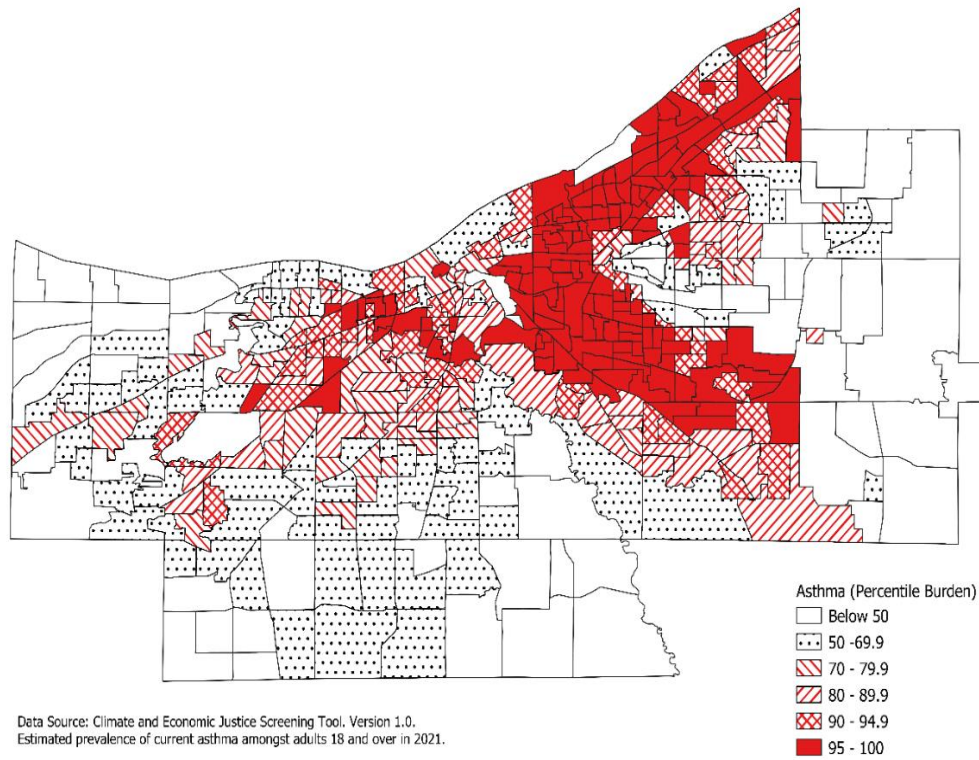 Asthma (Percentile Burden)
Below 50
50 -69.9
70 - 79.9
80 - 89.9
90 - 94.9
95 - 100
Data Source: Climate and Economic Justice Screening Tool. Version 1.0.
Estimated prevalence of current asthma amongst adults 18 and over in 2021.